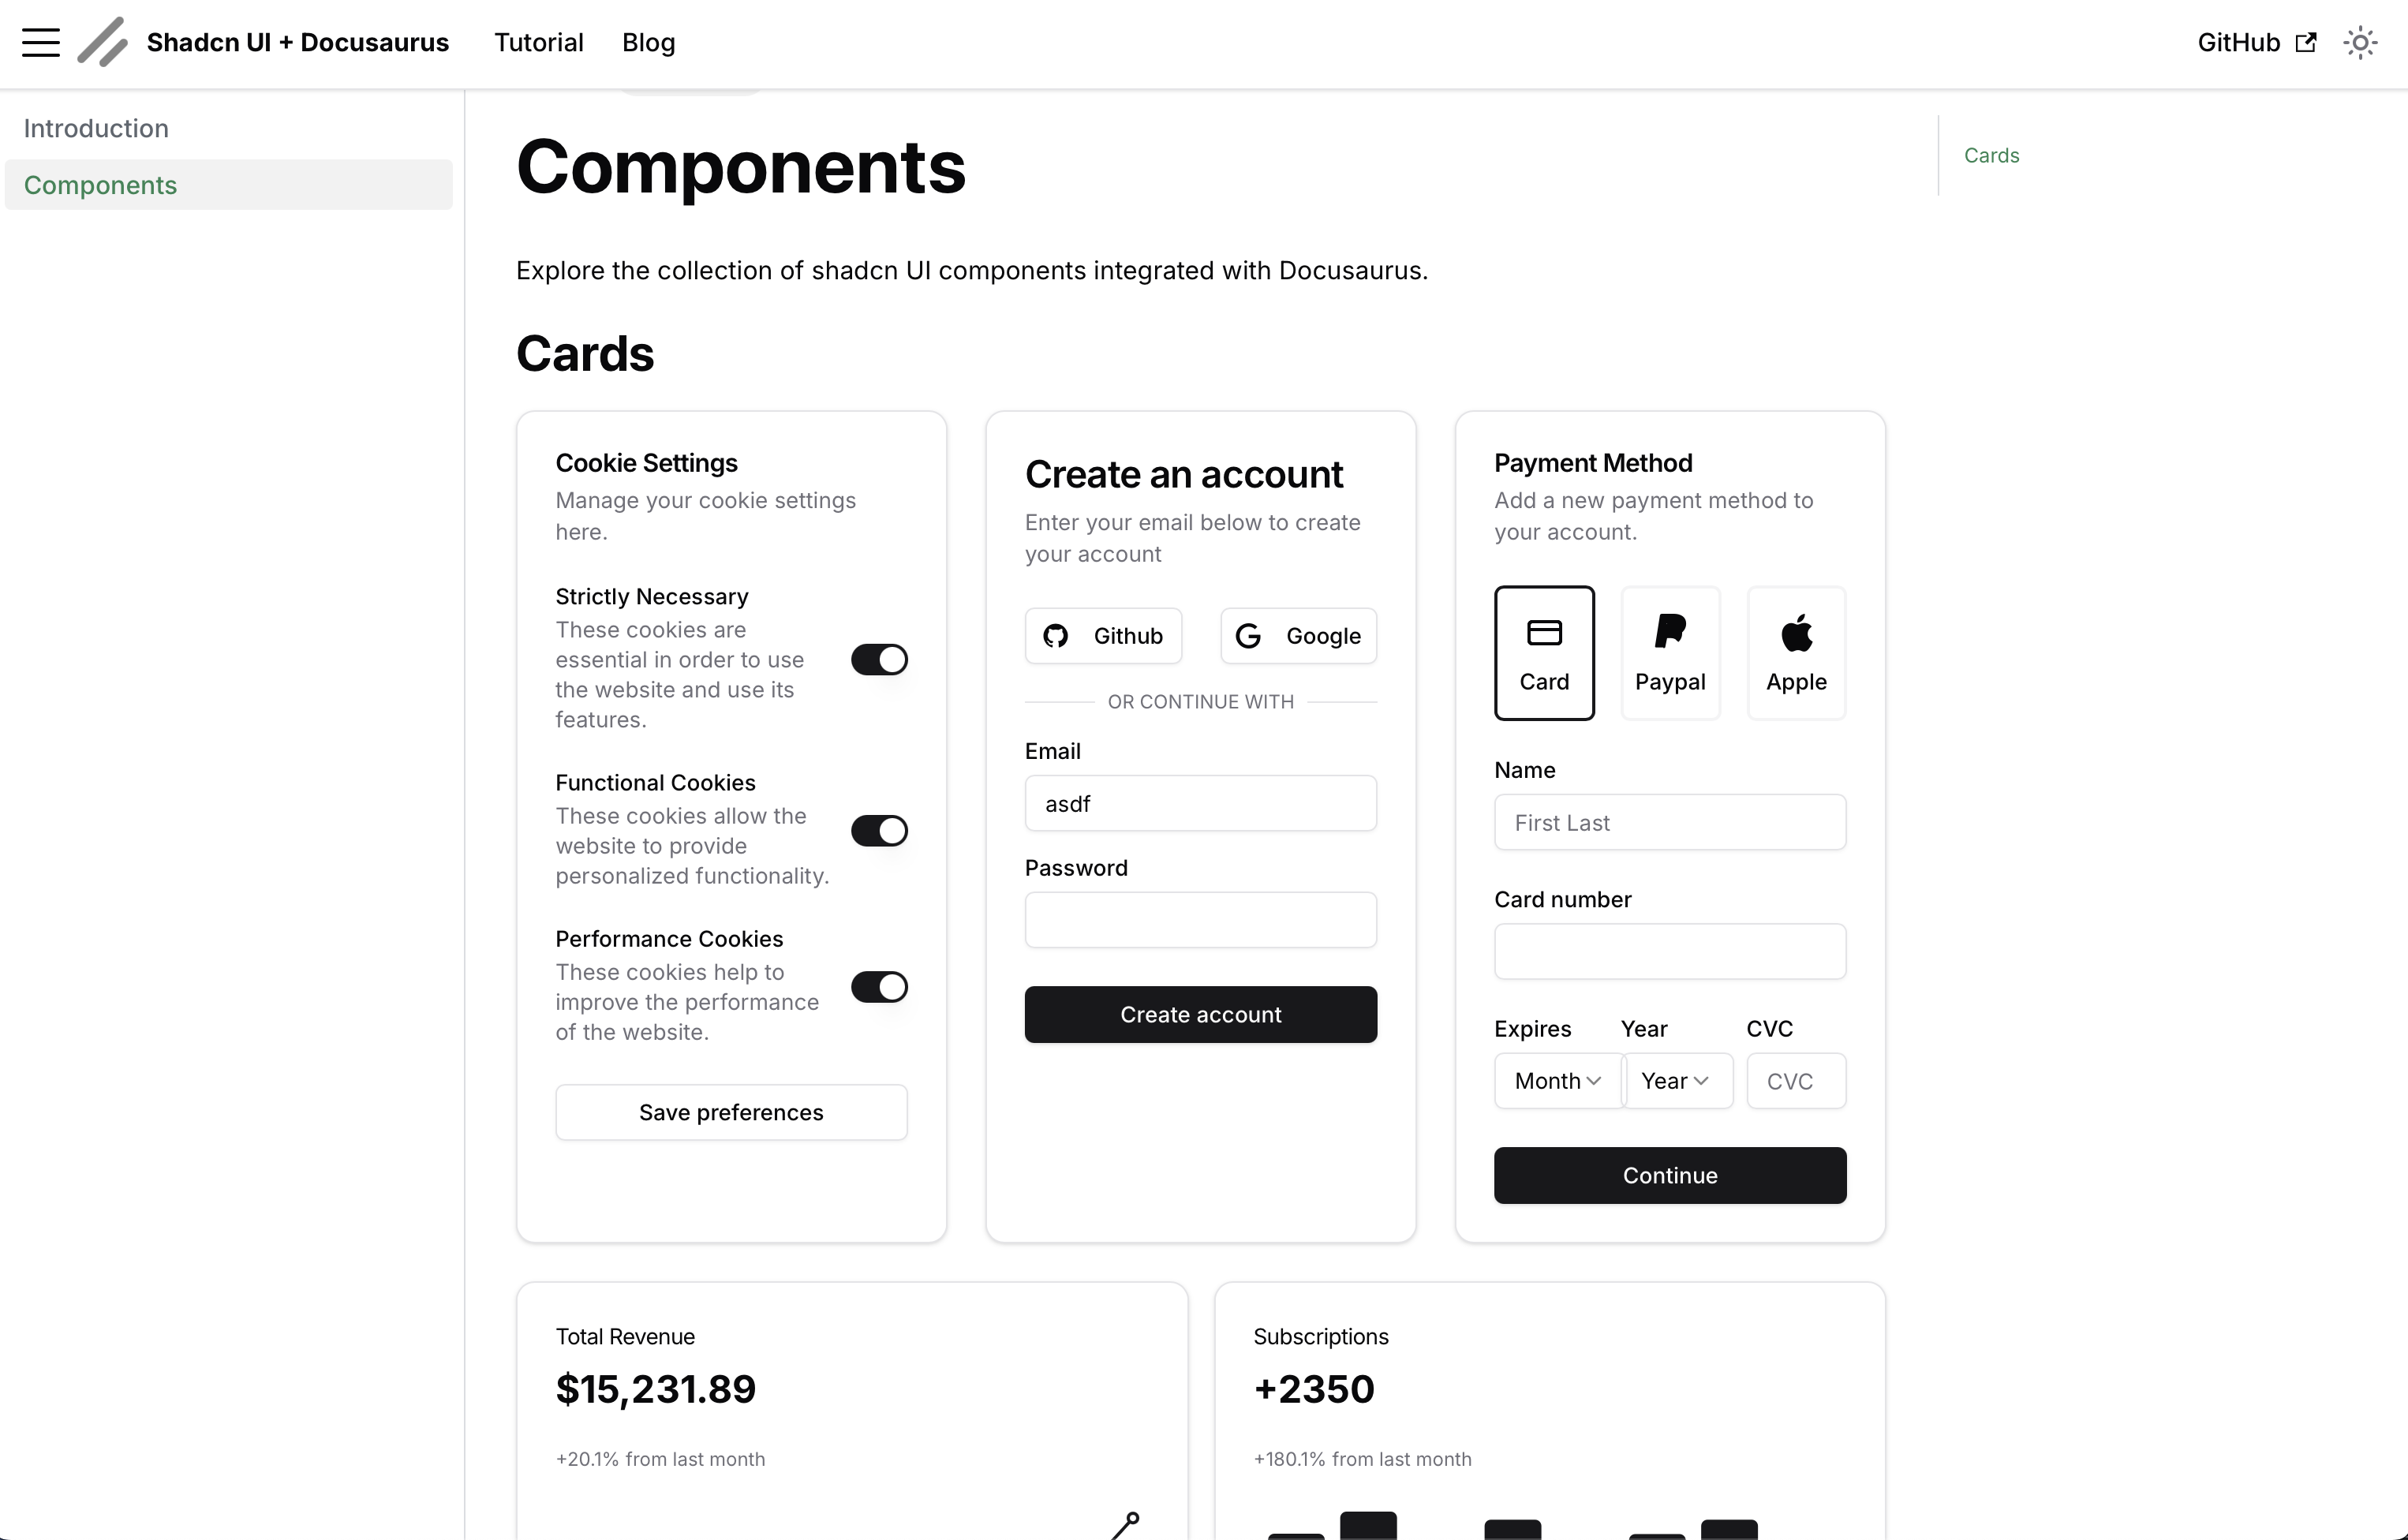 Shadcn UI + Docusaurus
Tutorial
Blog
GitHub
Introduction
Components
Components
Cards
Explore the collection of shadcn UI components integrated with Docusaurus.
Cards
Cookie Settings
Manage your cookie settings
here.
Strictly Necessary
These cookies are
essential in order to use
the website and use its
features.
Functional Cookies
These cookies allow the
website to provide
personalized functionality.
Performance Cookies
These cookies help to
improve the performance
of the website.
Save preferences
Create an account
Enter your email below to create
your account
Github
Google
OR CONTINUE WITH
Email
asdf
Password
Create account
Payment Method
Add a new payment method to
your account.
Card
Paypal
Apple
Name
First Last
Card number
Expires
Year
CVC
Month
Year
CVC
Continue
Total Revenue
$15,231.89
+20.1% from last month
Subscriptions
+2350
+180.1% from last month